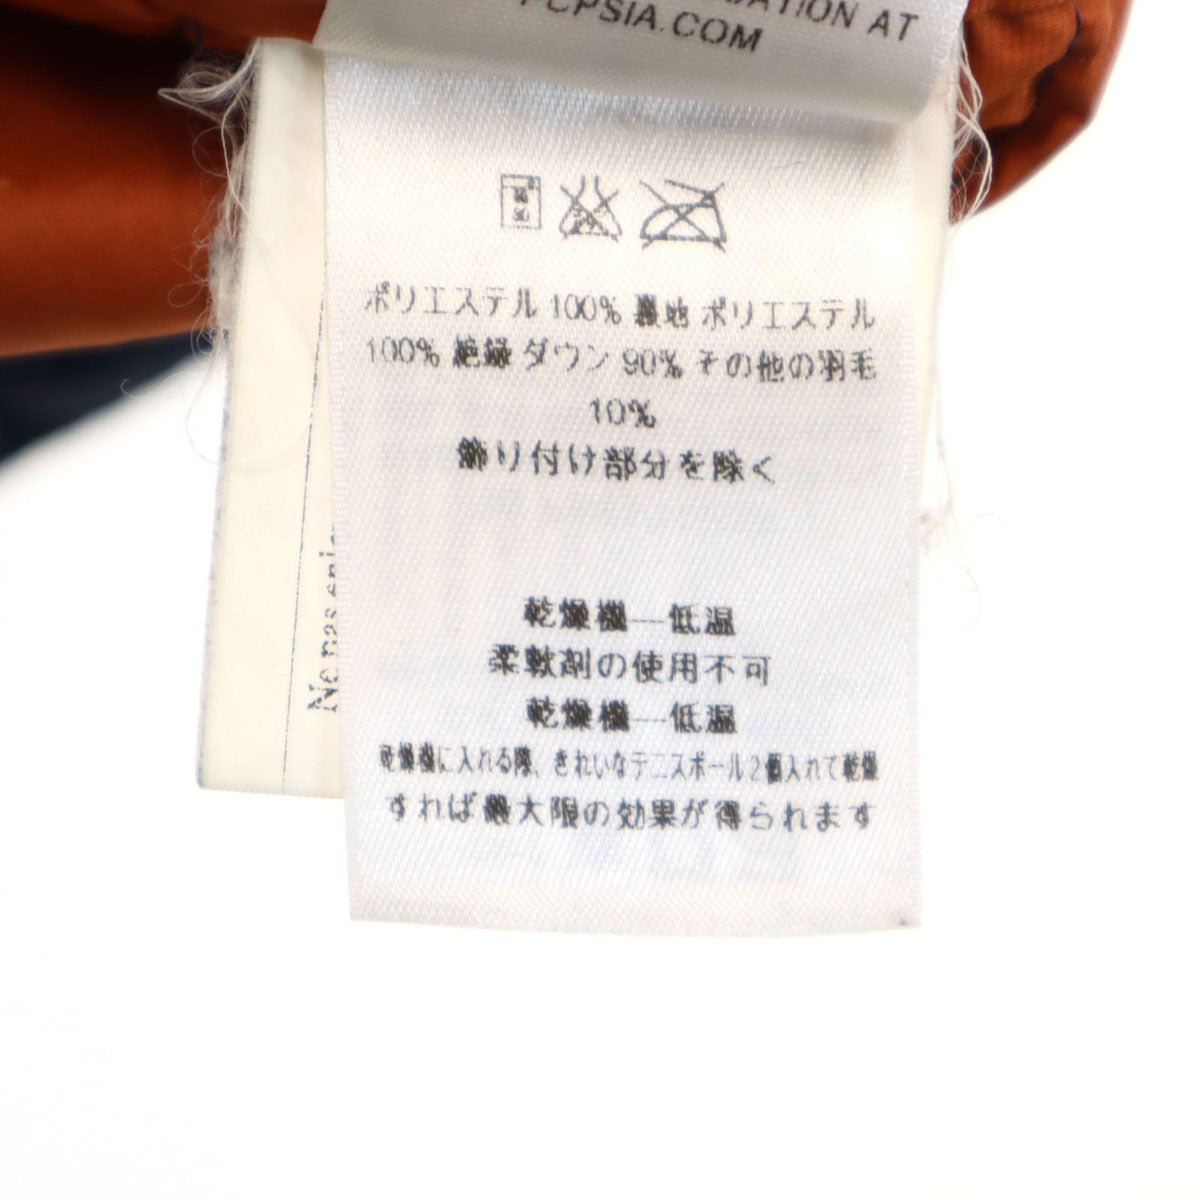 ATION AT
PCPSIA.COM
ポリエステル 100% 裏地 ポリエステル
100% 絶縁 ダウン 90% その他の羽毛
10%
飾り付け部分を除く
乾燥機—低温
柔軟剤の使用不可
乾燥機—低温
乾燥機に入れる際、きれいなテニスボール2個入れて乾燥
すれば最大限の効果が得られます
Ne pas